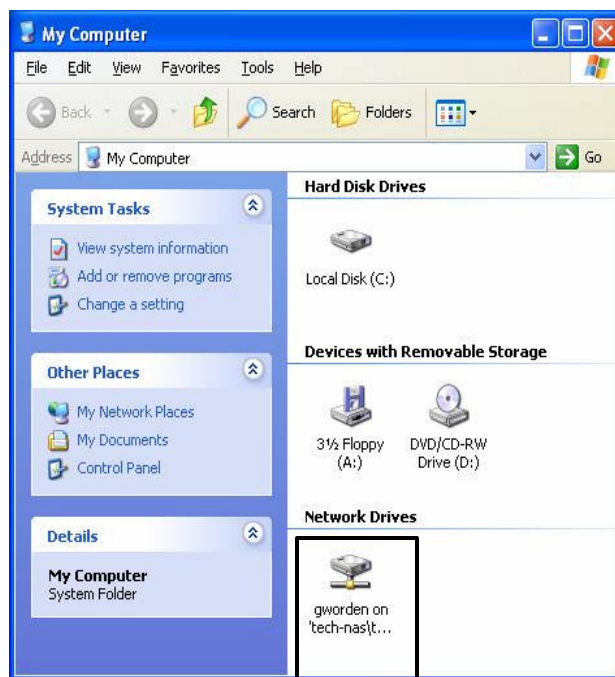 My Computer
File Edit View Favorites Tools Help
Back Search Folders
Address My Computer Go
System Tasks
View system information
Add or remove programs
Change a setting
Other Places
My Network Places
My Documents
Control Panel
Details
My Computer
System Folder
Hard Disk Drives
Local Disk (C:)
Devices with Removable Storage
3½ Floppy
(A:)
DVD/CD-RW
Drive (D:)
Network Drives
gworden on
'tech-nas\t...